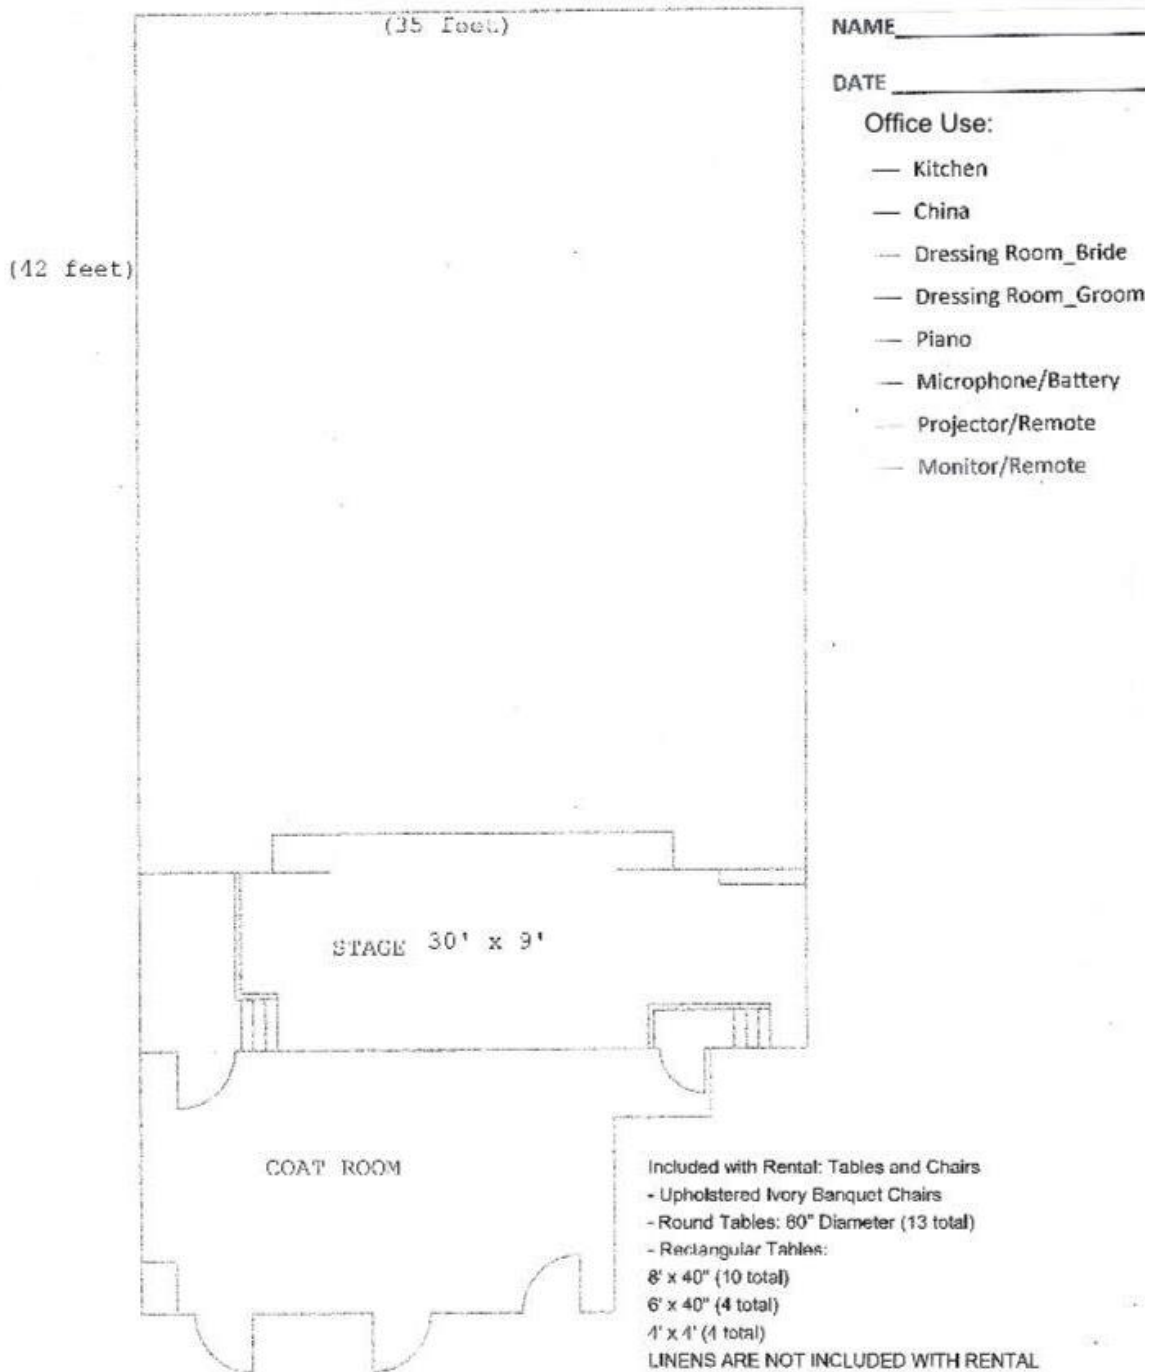 (35 feet)
NAME
DATE
Office Use:
Kitchen
China
Dressing Room_Bride
Dressing Room_Groom
Piano
Microphone/Battery
Projector/Remote
Monitor/Remote
(42 feet)
STAGE 30' x 9'
COAT ROOM
Included with Rental: Tables and Chairs
- Upholstered Ivory Banquet Chairs
- Round Tables: 60" Diameter (13 total)
- Rectangular Tables:
8' x 40" (10 total)
6' x 40" (4 total)
4' x 4' (4 total)
LINENS ARE NOT INCLUDED WITH RENTAL